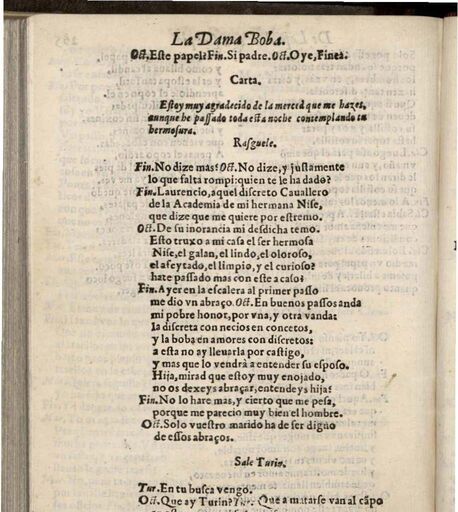 La Dama Boba.
Oct. Este papel? Fin. Si padre. Oct. Oye, Finea.
Carta.
Estoy muy agradecido de la merced que me hazes,
aunque he passado toda esta noche contemplando tu
hermosura.
Rasguele.
Fin. No dize mas? Oct. No dize, y justamente
lo que falta rompi: quien te le ha dado?
Fin. Laurencio, aquel discreto Cauallero
de la Academia de mi hermana Nise,
que dize que me quiere por estremo.
Oct. De su inorancia mi desdicha temo.
Esto truxo a mi casa el ser hermosa
Nise, el galan, el lindo, el oloroso,
el afeytado, el limpio, y el curioso?
hate passado mas con este acaso?
Fin. Ayer en la escalera al primer passo
me dio vn abraço. Oct. En buenos passos anda
mi pobre honor, por vna, y otra vanda:
la discreta con necios en concetos,
y la boba en amores con discretos:
a esta no ay lleuarla por castigo,
y mas que lo vendrà a entender su esposo.
Hija, mirad que estoy muy enojado,
no os dexeys abraçar, entendeys hija?
Fin. No lo hare mas, y cierto que me pesa,
porque me parecio muy bien el hombre.
Oct. Solo vuestro marido ha de ser digno
de essos abraços.
Sale Turin.
Tur. En tu busca vengo.
Oct. Que ay Turin? Tur. Que a matarse van al cãpo